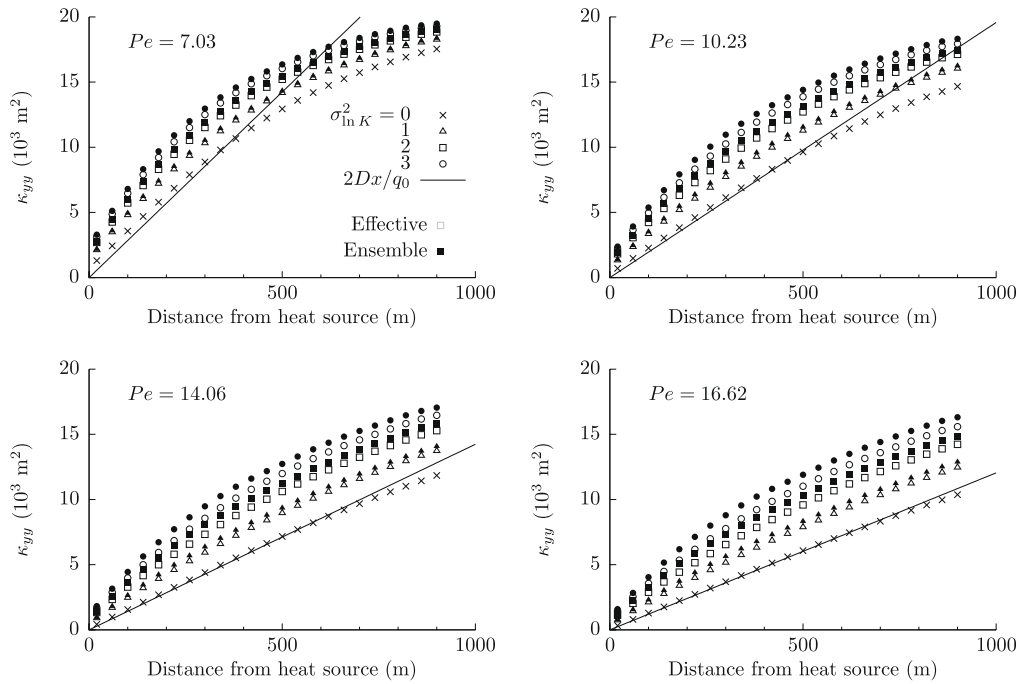 20
15
10
5
0
κyy (10³ m²)
Pe = 7.03
σ²ln K = 0 ×
1 △
2 □
3 ○
2Dx/q₀
Effective □
Ensemble ■
0 500 1000
Distance from heat source (m)
20
15
10
5
0
κyy (10³ m²)
Pe = 10.23
0 500 1000
Distance from heat source (m)
20
15
10
5
0
κyy (10³ m²)
Pe = 14.06
0 500 1000
Distance from heat source (m)
20
15
10
5
0
κyy (10³ m²)
Pe = 16.62
0 500 1000
Distance from heat source (m)